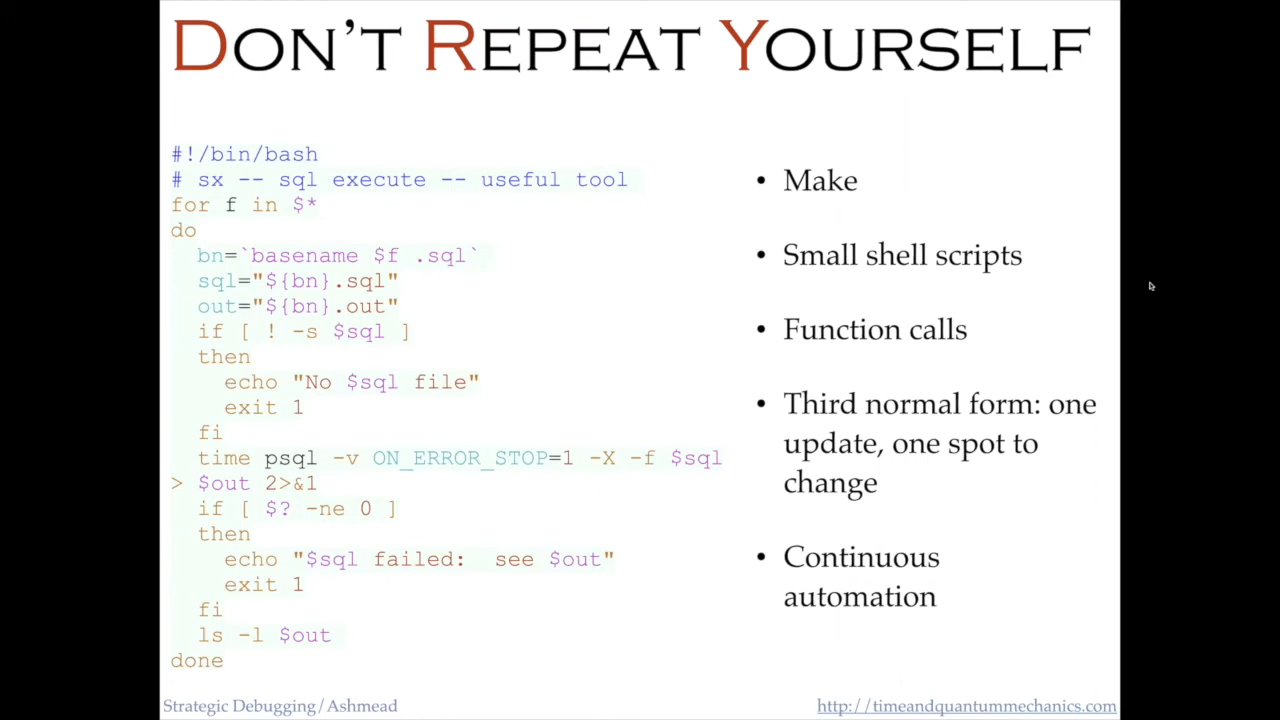 DON'T REPEAT YOURSELF
#!/bin/bash
# sx -- sql execute -- useful tool
for f in $*
do
  bn=`basename $f .sql`
  sql="${bn}.sql"
  out="${bn}.out"
  if [ ! -s $sql ]
  then
    echo "No $sql file"
    exit 1
  fi
  time psql -v ON_ERROR_STOP=1 -X -f $sql
> $out 2>&1
  if [ $? -ne 0 ]
  then
    echo "$sql failed:  see $out"
    exit 1
  fi
  ls -l $out
done
• Make
• Small shell scripts
• Function calls
• Third normal form: one
update, one spot to
change
• Continuous
automation
Strategic Debugging/Ashmead
http://timeandquantummechanics.com